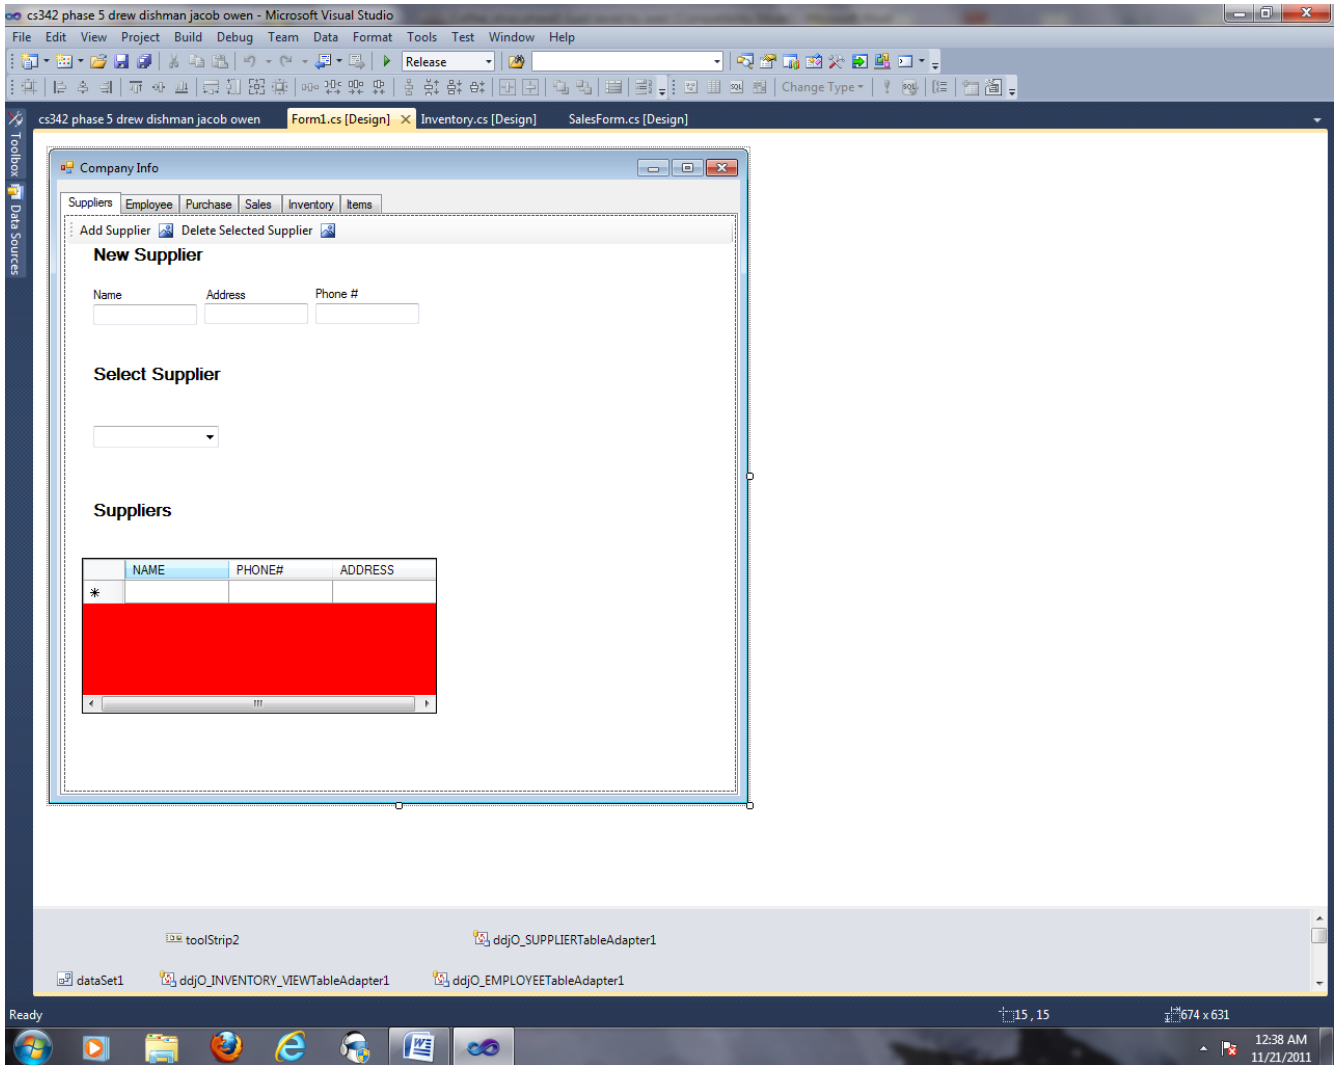 cs342 phase 5 drew dishman jacob owen - Microsoft Visual Studio
File Edit View Project Build Debug Team Data Format Tools Test Window Help
Release
Change Type
cs342 phase 5 drew dishman jacob owen Form1.cs [Design] Inventory.cs [Design] SalesForm.cs [Design]
Toolbox
Data Sources
Company Info
Suppliers Employee Purchase Sales Inventory Items
Add Supplier Delete Selected Supplier
New Supplier
Name Address Phone #
Select Supplier
Suppliers
NAME PHONE# ADDRESS
toolStrip2 ddjO_SUPPLIERTableAdapter1
dataSet1 ddjO_INVENTORY_VIEWTableAdapter1 ddjO_EMPLOYEETableAdapter1
Ready 15 , 15 674 x 631
12:38 AM
11/21/2011